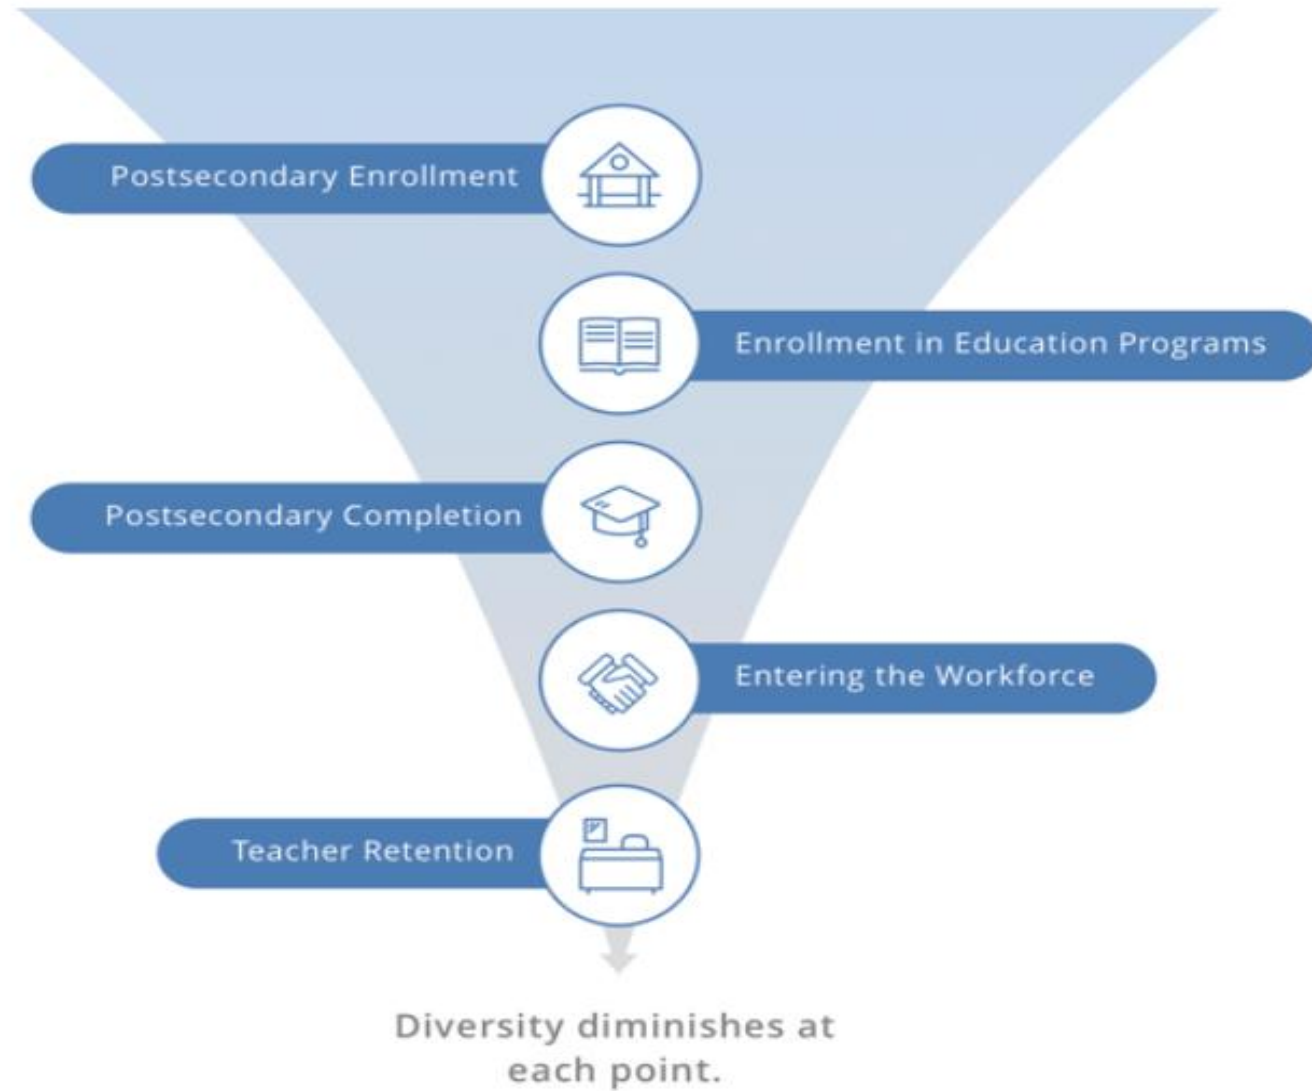 Postsecondary Enrollment
Enrollment in Education Programs
Postsecondary Completion
Entering the Workforce
Teacher Retention
Diversity diminishes at
each point.